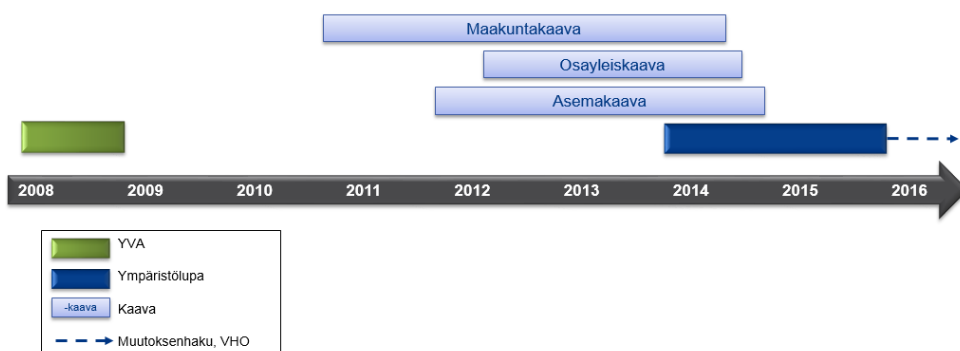 Maakuntakaava
Osayleiskaava
Asemakaava
2008 2009 2010 2011 2012 2013 2014 2015 2016
YVA
Ympäristölupa
-kaava Kaava
Muutoksenhaku, VHO